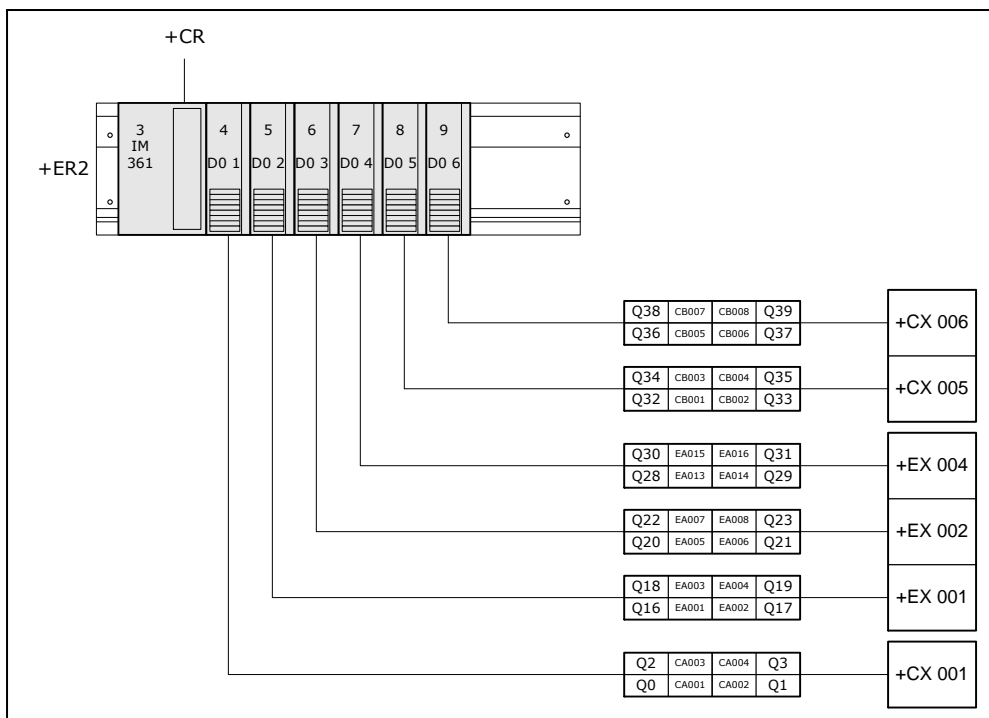 +CR
3 4 5 6 7 8 9
IM
361 D0 1 D0 2 D0 3 D0 4 D0 5 D0 6
+ER2
Q38 CB007 CB008 Q39
Q36 CB005 CB006 Q37
+CX 006
Q34 CB003 CB004 Q35
Q32 CB001 CB002 Q33
+CX 005
Q30 EA015 EA016 Q31
Q28 EA013 EA014 Q29
+EX 004
Q22 EA007 EA008 Q23
Q20 EA005 EA006 Q21
+EX 002
Q18 EA003 EA004 Q19
Q16 EA001 EA002 Q17
+EX 001
Q2 CA003 CA004 Q3
Q0 CA001 CA002 Q1
+CX 001